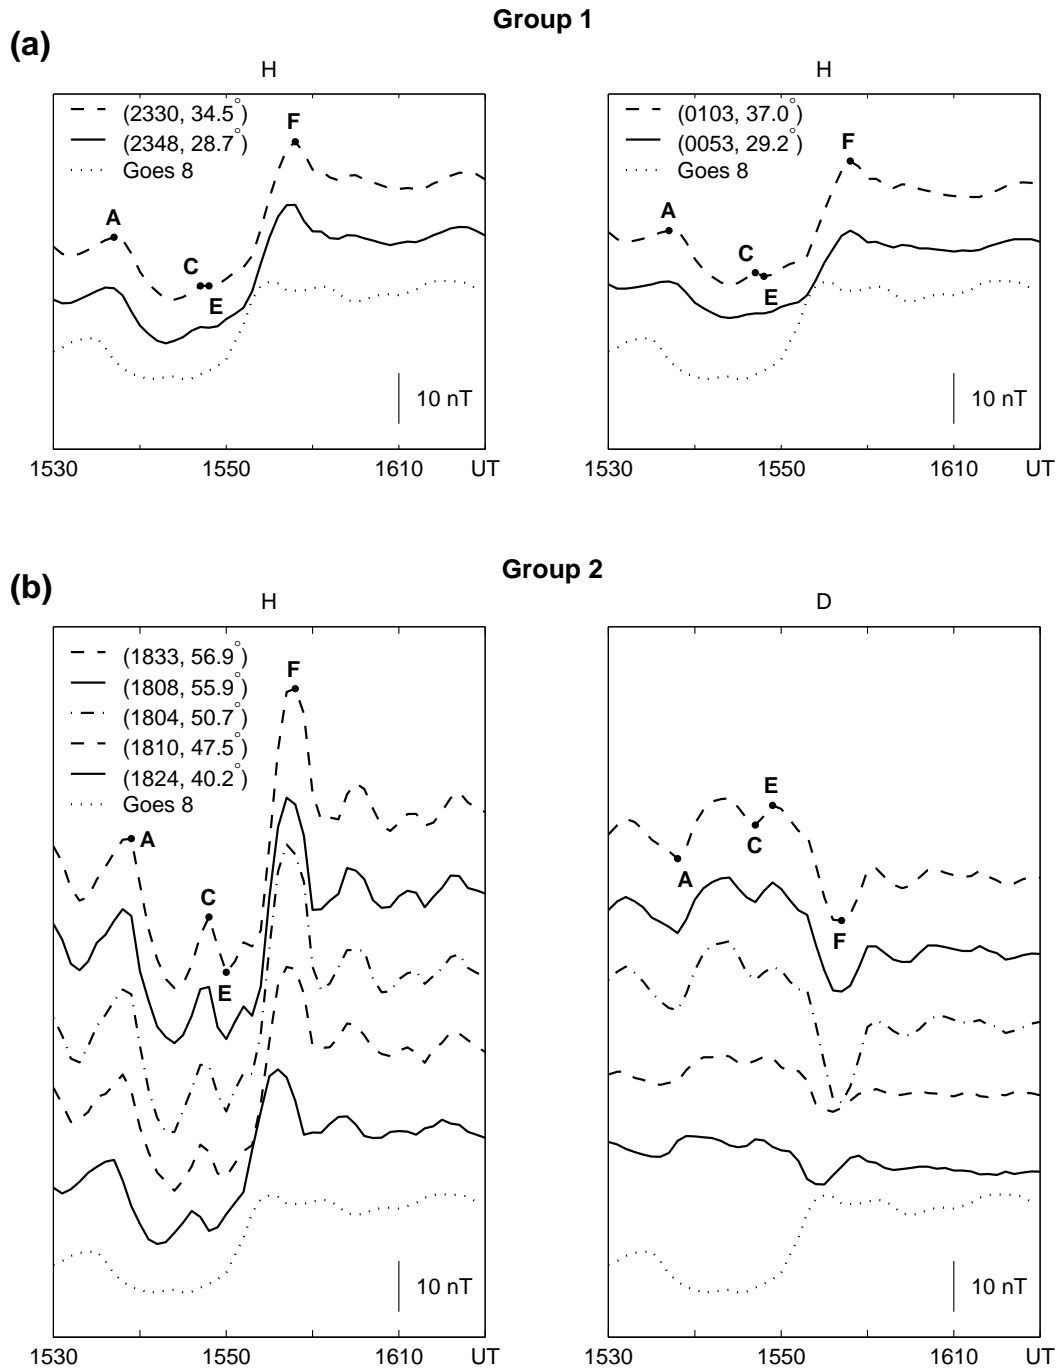 Group 1
(a)
H
(2330, 34.5°)
(2348, 28.7°)
Goes 8
A
C
E
F
10 nT
1530
1550
1610
UT
H
(0103, 37.0°)
(0053, 29.2°)
Goes 8
A
C
E
F
10 nT
1530
1550
1610
UT
Group 2
(b)
H
(1833, 56.9°)
(1808, 55.9°)
(1804, 50.7°)
(1810, 47.5°)
(1824, 40.2°)
Goes 8
F
A
C
E
10 nT
1530
1550
1610
UT
D
E
C
A
F
10 nT
1530
1550
1610
UT